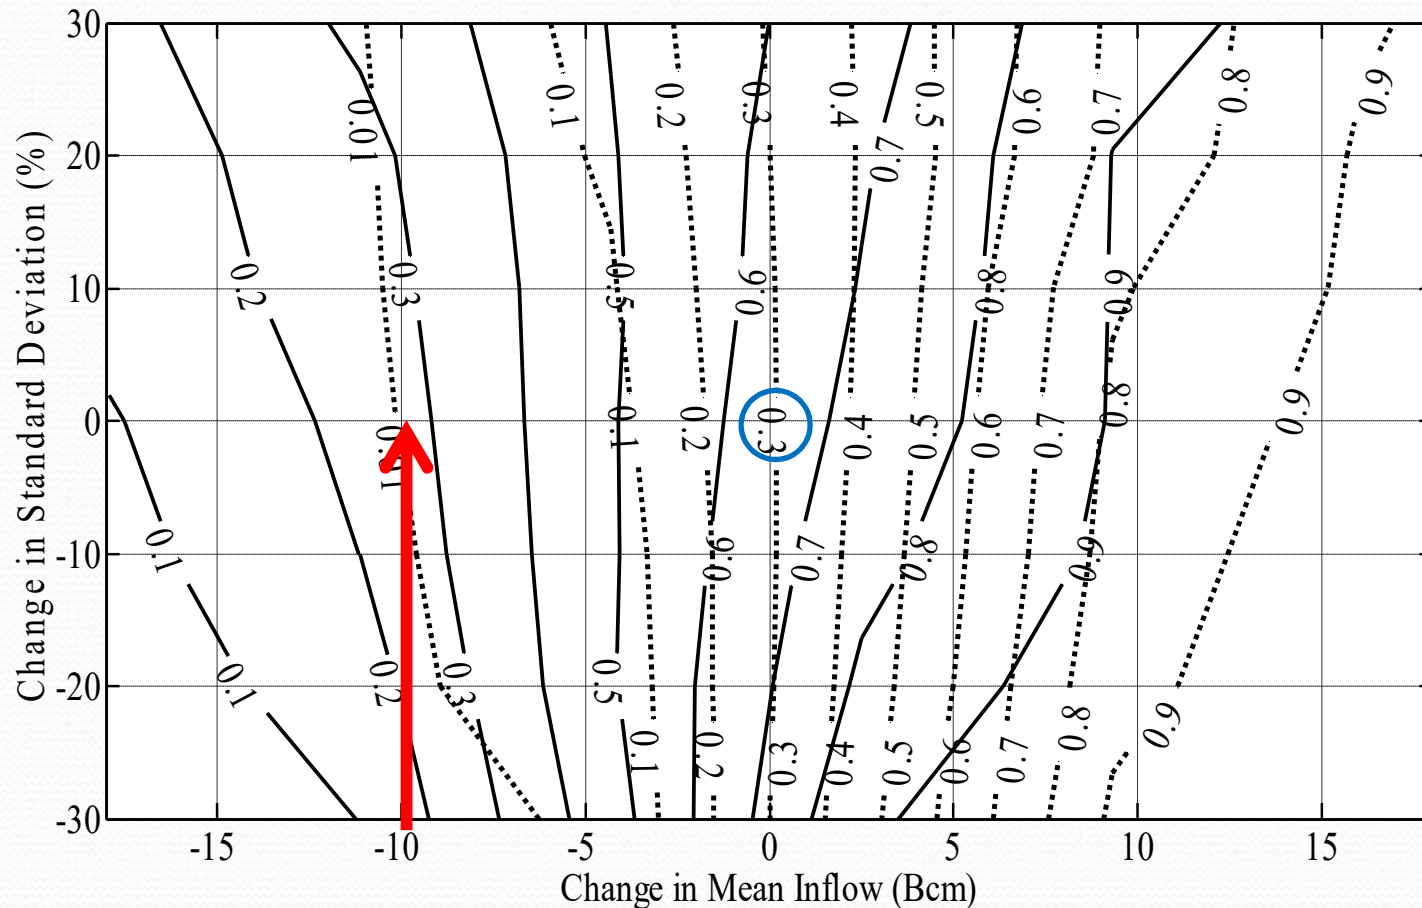 Change in Standard Deviation (%)
30
0.01 0.1 0.2 0.3 0.4 0.5 0.6 0.7 0.8 0.9
0.7
20
0.2 0.3 0.5 0.6 0.8 0.9
10
0.8
0
0.01 0.1 0.2 0.3 0.4 0.5 0.6 0.7 0.9
-10
0.1 0.6 0.7 0.8 0.9
-20
0.1 0.2 0.3 0.5
0.1 0.2 0.3 0.4 0.5 0.6 0.7 0.8 0.9
-30
-15 -10 -5 0 5 10 15
Change in Mean Inflow (Bcm)